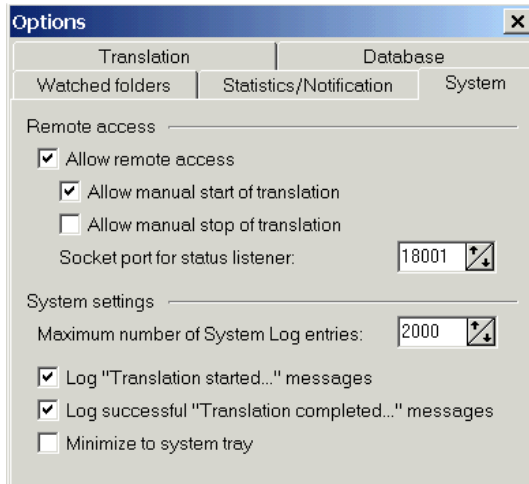 Options
Translation Database
Watched folders Statistics/Notification System
Remote access
Allow remote access
Allow manual start of translation
Allow manual stop of translation
Socket port for status listener: 18001
System settings
Maximum number of System Log entries: 2000
Log "Translation started..." messages
Log successful "Translation completed..." messages
Minimize to system tray